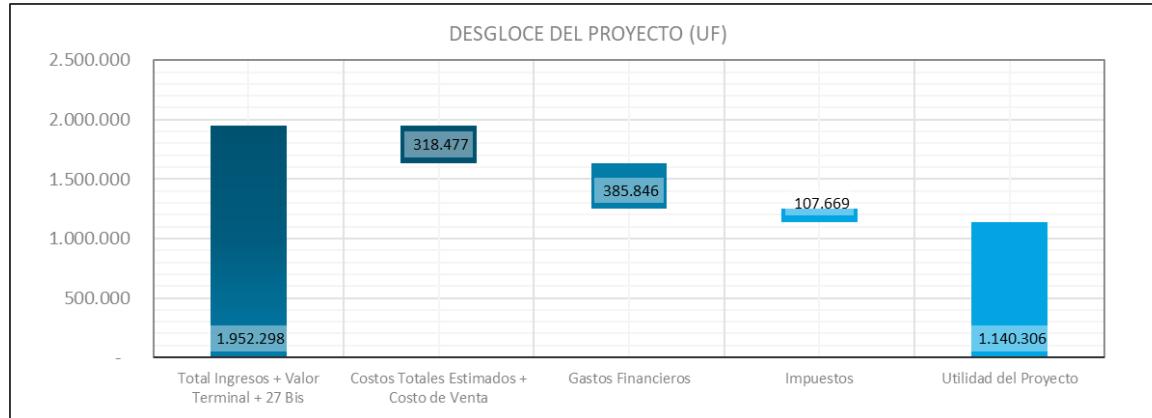 DESGLOCE DEL PROYECTO (UF)
2.500.000
2.000.000
1.500.000
1.000.000
500.000
-
1.952.298
318.477
385.846
107.669
1.140.306
Total Ingresos + Valor
Terminal + 27 Bis
Costos Totales Estimados +
Costo de Venta
Gastos Financieros
Impuestos
Utilidad del Proyecto